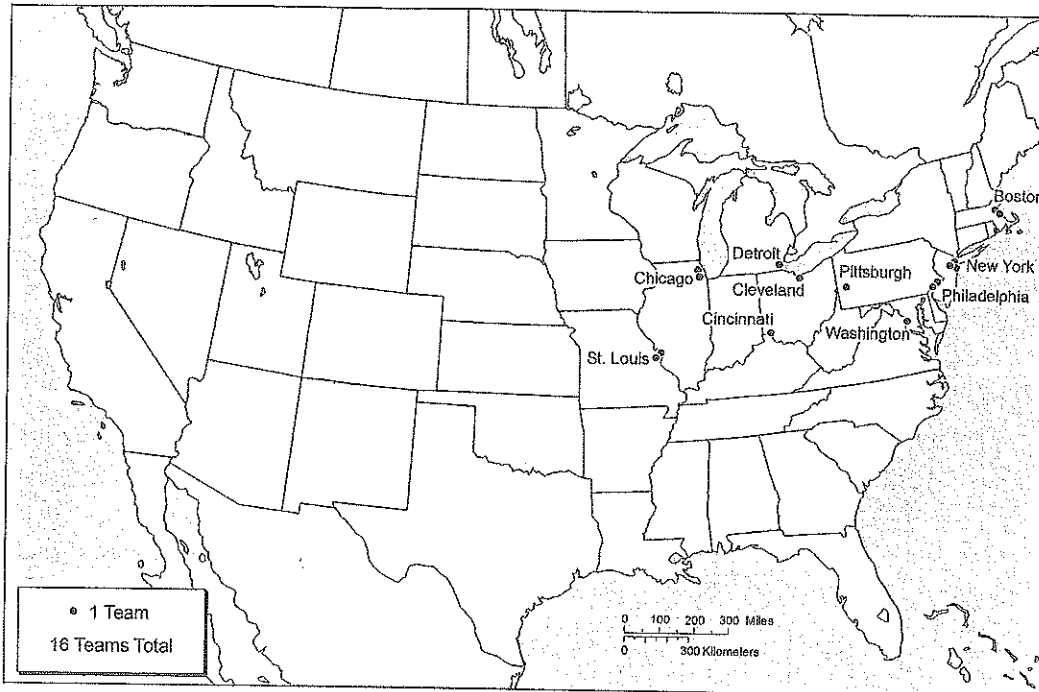 Boston
Detroit
Chicago
Cleveland
Pittsburgh
New York
Philadelphia
Cincinnati
Washington
St. Louis
1 Team
16 Teams Total
0 100 200 300 Miles
0 300 Kilometers